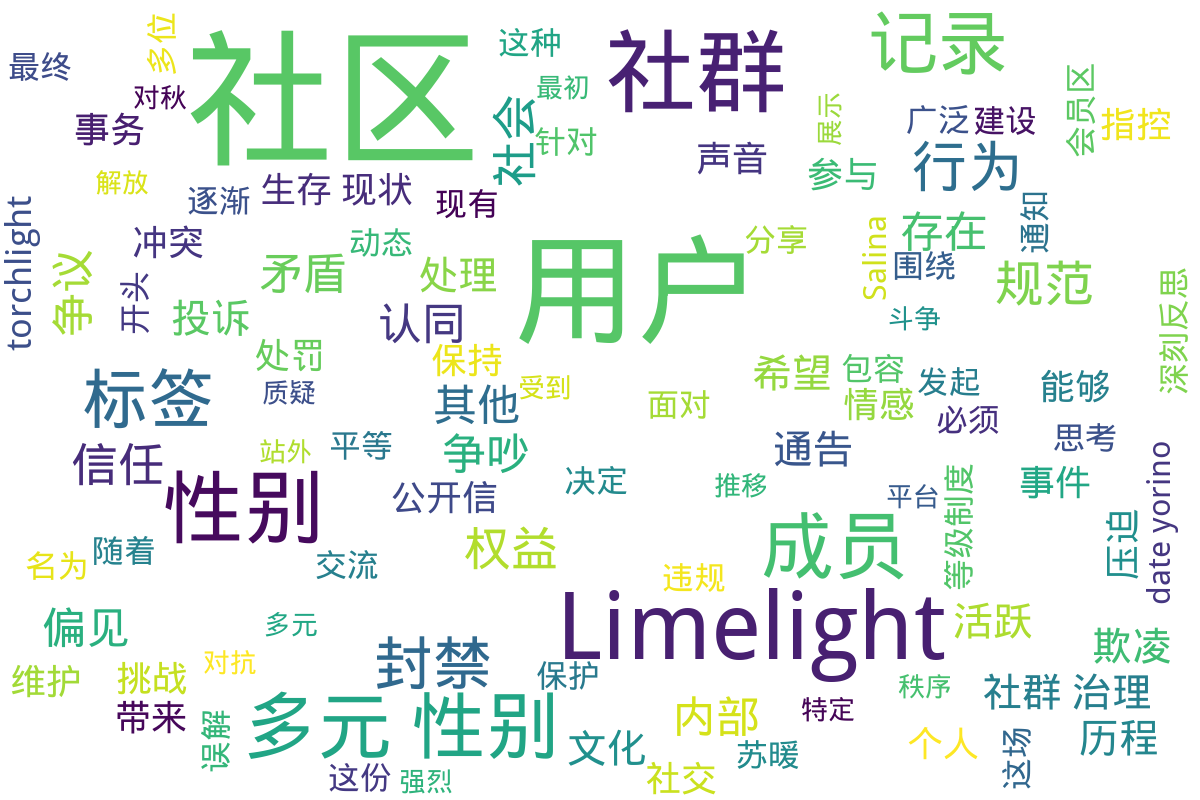 社区
用户
Limelight
社群
性别
多元 性别
成员
记录
标签
封禁
行为
规范
最终
多位
对秋
事务
这种
最初
社会
针对
声音
展示
参与
广泛
建设
会员区
指控
解放
逐渐
生存 现状
现有
torchlight
争议
冲突
开头
动态
矛盾
处理
投诉
认同
分享
Salina
存在
围绕
通知
斗争
深刻反思
处罚
保持
质疑
受到
其他
希望
包容
面对
情感
发起
必须
能够
思考
信任
站外
平等
争吵
通告
公开信
决定
推移
平台
等级制度
事件
date yorino
随着
名为
交流
权益
违规
压迫
偏见
多元
活跃
欺凌
维护
挑战
对抗
保护
秩序
社群 治理
带来
误解
特定
内部
历程
文化
苏暖
个人
这场
这份
强烈
社交